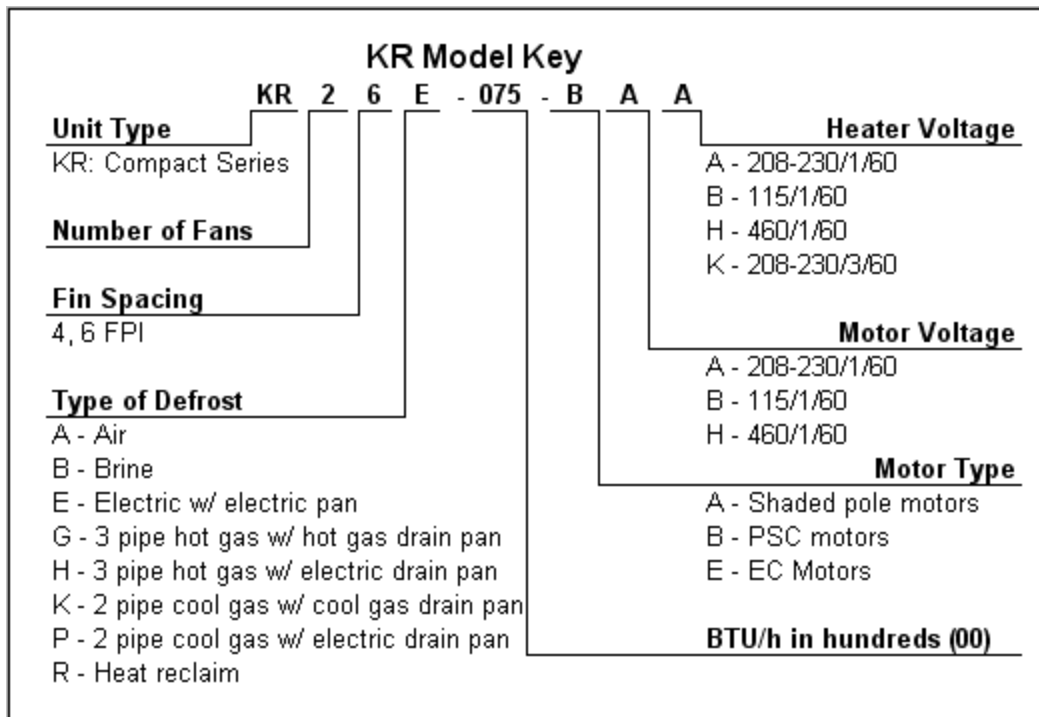 KR Model Key
KR 2 6 E - 075 - B A A
Unit Type
KR: Compact Series
Number of Fans
Fin Spacing
4, 6 FPI
Type of Defrost
A - Air
B - Brine
E - Electric w/ electric pan
G - 3 pipe hot gas w/ hot gas drain pan
H - 3 pipe hot gas w/ electric drain pan
K - 2 pipe cool gas w/ cool gas drain pan
P - 2 pipe cool gas w/ electric drain pan
R - Heat reclaim
Heater Voltage
A - 208-230/1/60
B - 115/1/60
H - 460/1/60
K - 208-230/3/60
Motor Voltage
A - 208-230/1/60
B - 115/1/60
H - 460/1/60
Motor Type
A - Shaded pole motors
B - PSC motors
E - EC Motors
BTU/h in hundreds (00)